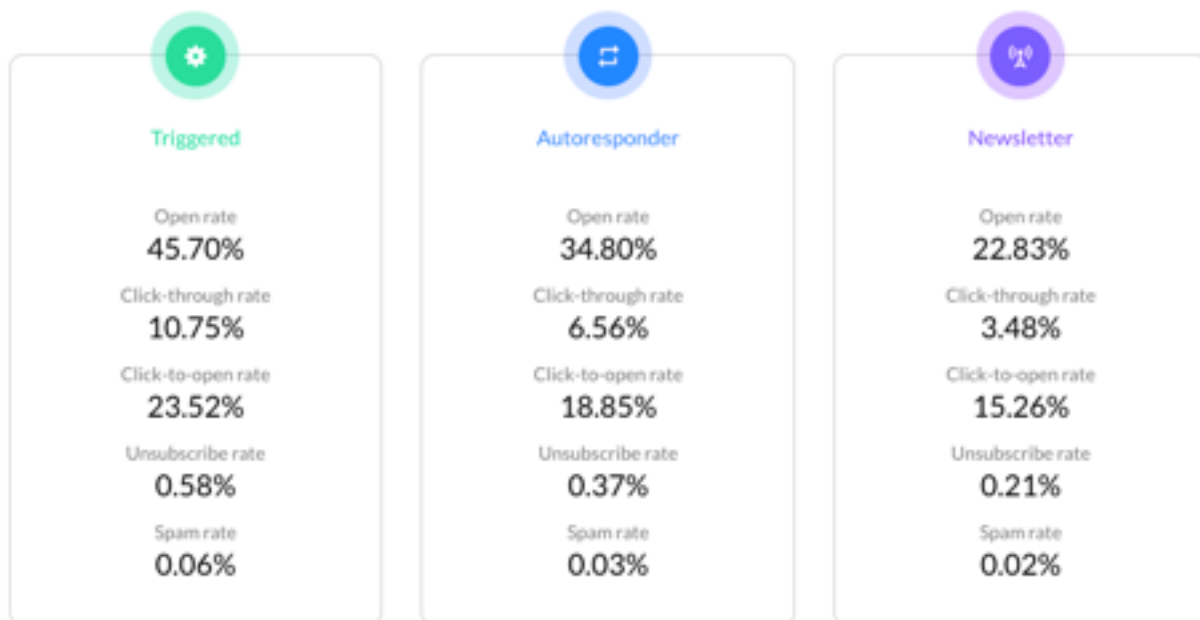 Triggered
Open rate
45.70%
Click-through rate
10.75%
Click-to-open rate
23.52%
Unsubscribe rate
0.58%
Spam rate
0.06%
Autoresponder
Open rate
34.80%
Click-through rate
6.56%
Click-to-open rate
18.85%
Unsubscribe rate
0.37%
Spam rate
0.03%
Newsletter
Open rate
22.83%
Click-through rate
3.48%
Click-to-open rate
15.26%
Unsubscribe rate
0.21%
Spam rate
0.02%